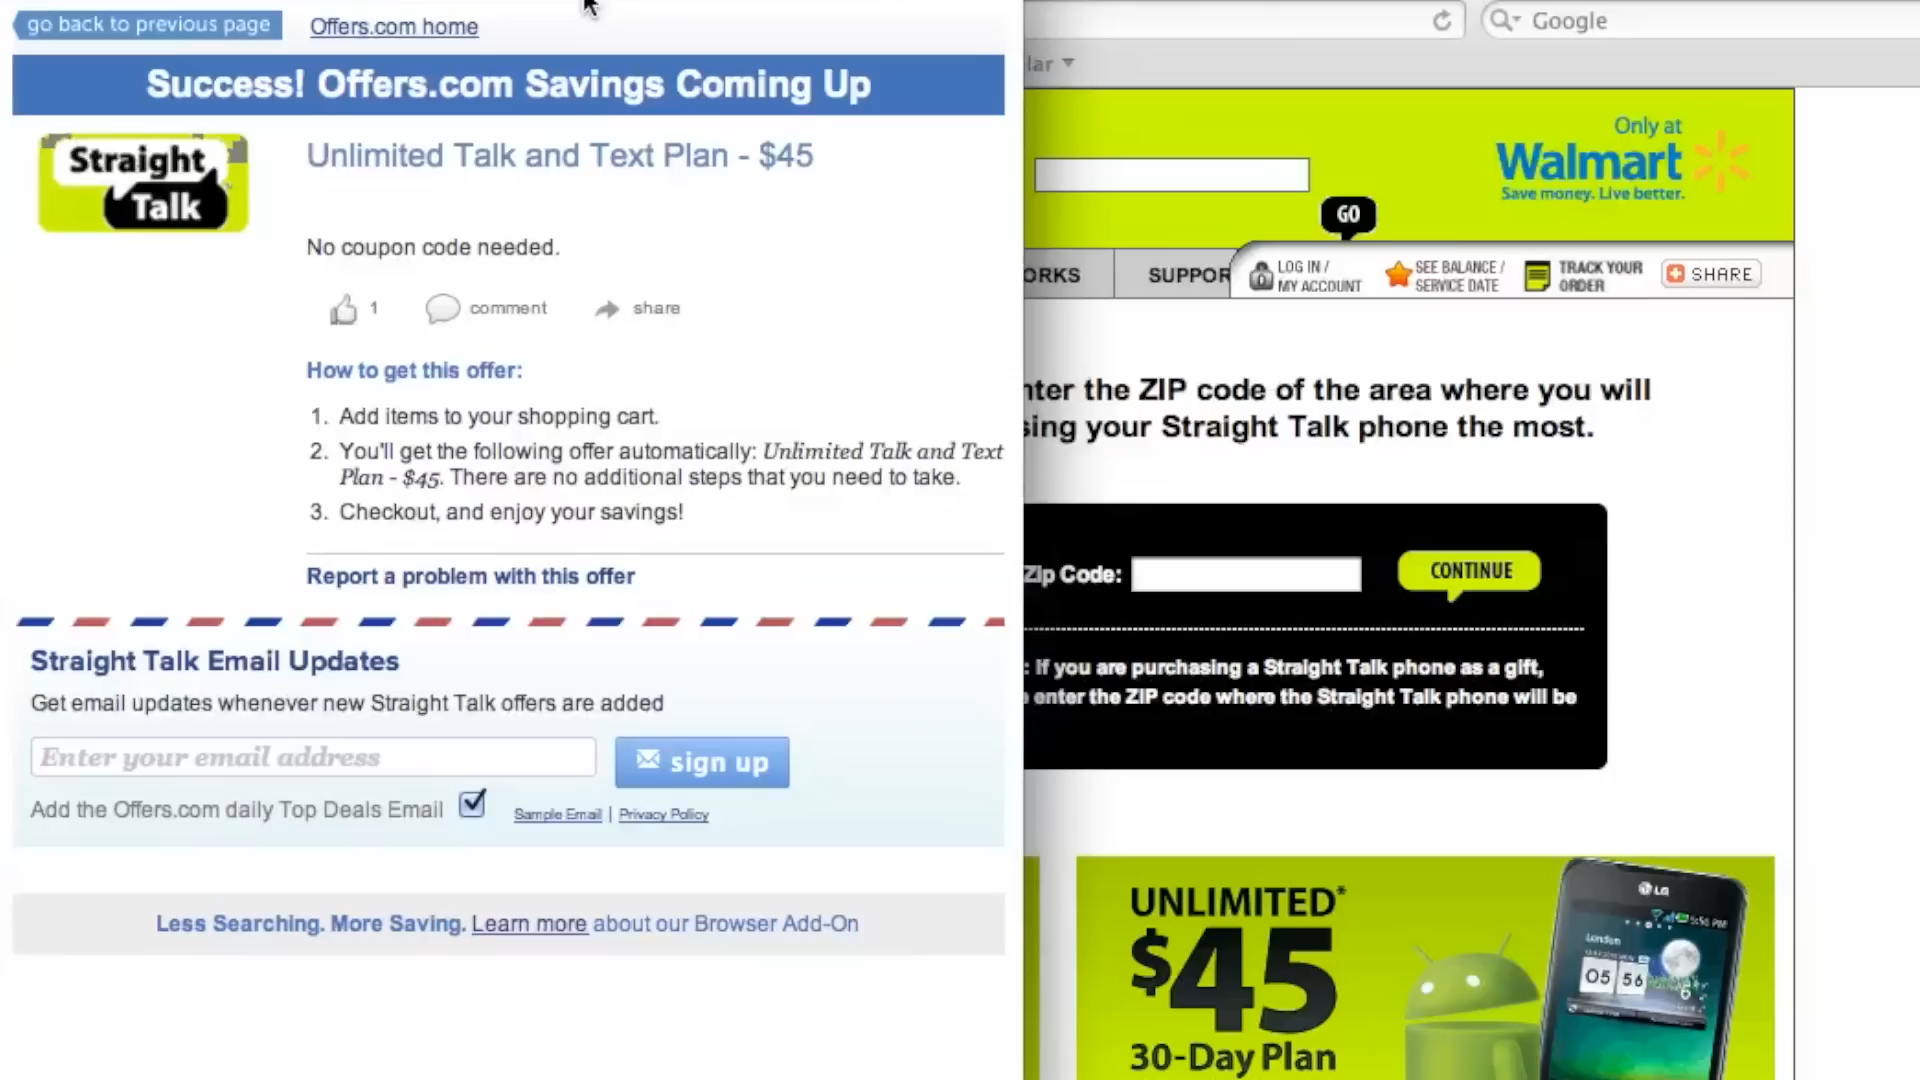 go back to previous page
Offers.com home
Success! Offers.com Savings Coming Up
Straight
Talk
Unlimited Talk and Text Plan - $45
No coupon code needed.
1
comment
share
How to get this offer:
1. Add items to your shopping cart.
2. You'll get the following offer automatically: Unlimited Talk and Text
Plan - $45. There are no additional steps that you need to take.
3. Checkout, and enjoy your savings!
Report a problem with this offer
Straight Talk Email Updates
Get email updates whenever new Straight Talk offers are added
Enter your email address
sign up
Add the Offers.com daily Top Deals Email
Sample Email | Privacy Policy
Less Searching. More Saving. Learn more about our Browser Add-On
Google
lar
Only at
Walmart
Save money. Live better.
GO
ORKS
SUPPOR
LOG IN /
MY ACCOUNT
SEE BALANCE /
SERVICE DATE
TRACK YOUR
ORDER
SHARE
nter the ZIP code of the area where you will
sing your Straight Talk phone the most.
Zip Code:
CONTINUE
: If you are purchasing a Straight Talk phone as a gift,
enter the ZIP code where the Straight Talk phone will be
UNLIMITED*
$45
30-Day Plan
LG
5:56 PM
London
05 56